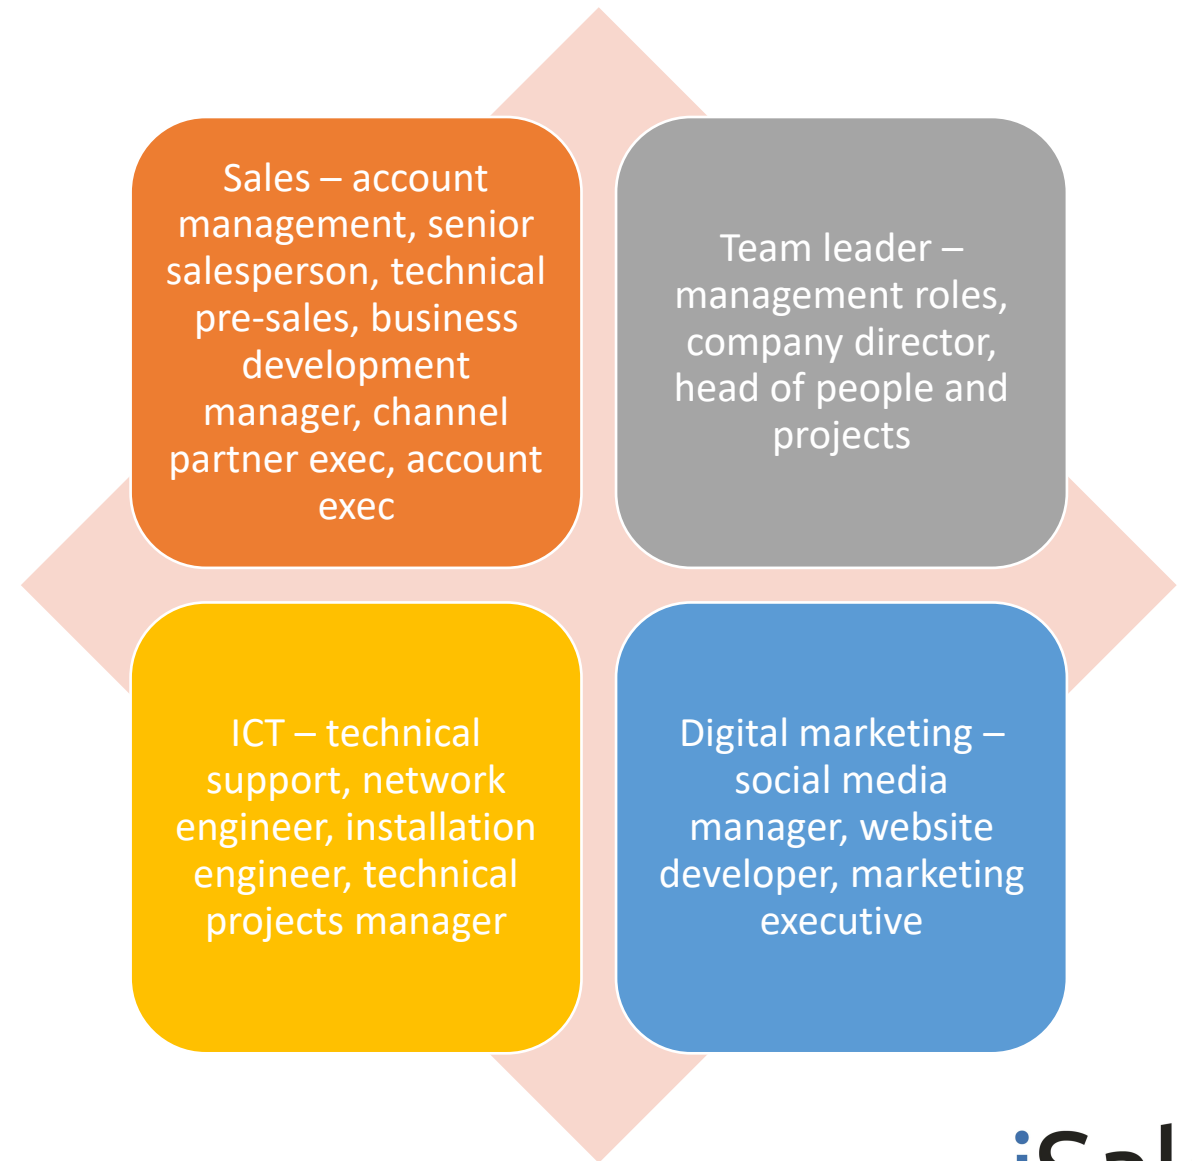 Sales – account
management, senior
salesperson, technical
pre-sales, business
development
manager, channel
partner exec, account
exec
Team leader –
management roles,
company director,
head of people and
projects
ICT – technical
support, network
engineer, installation
engineer, technical
projects manager
Digital marketing –
social media
manager, website
developer, marketing
executive